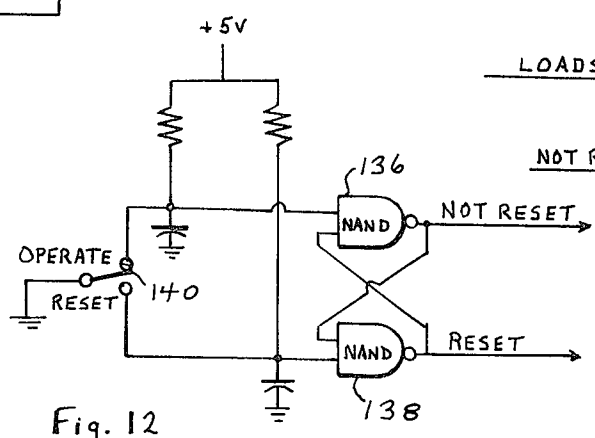 +5V
LOADS
136
NOT R
NAND
NOT RESET
OPERATE
140
RESET
NAND
RESET
138
Fig. 12